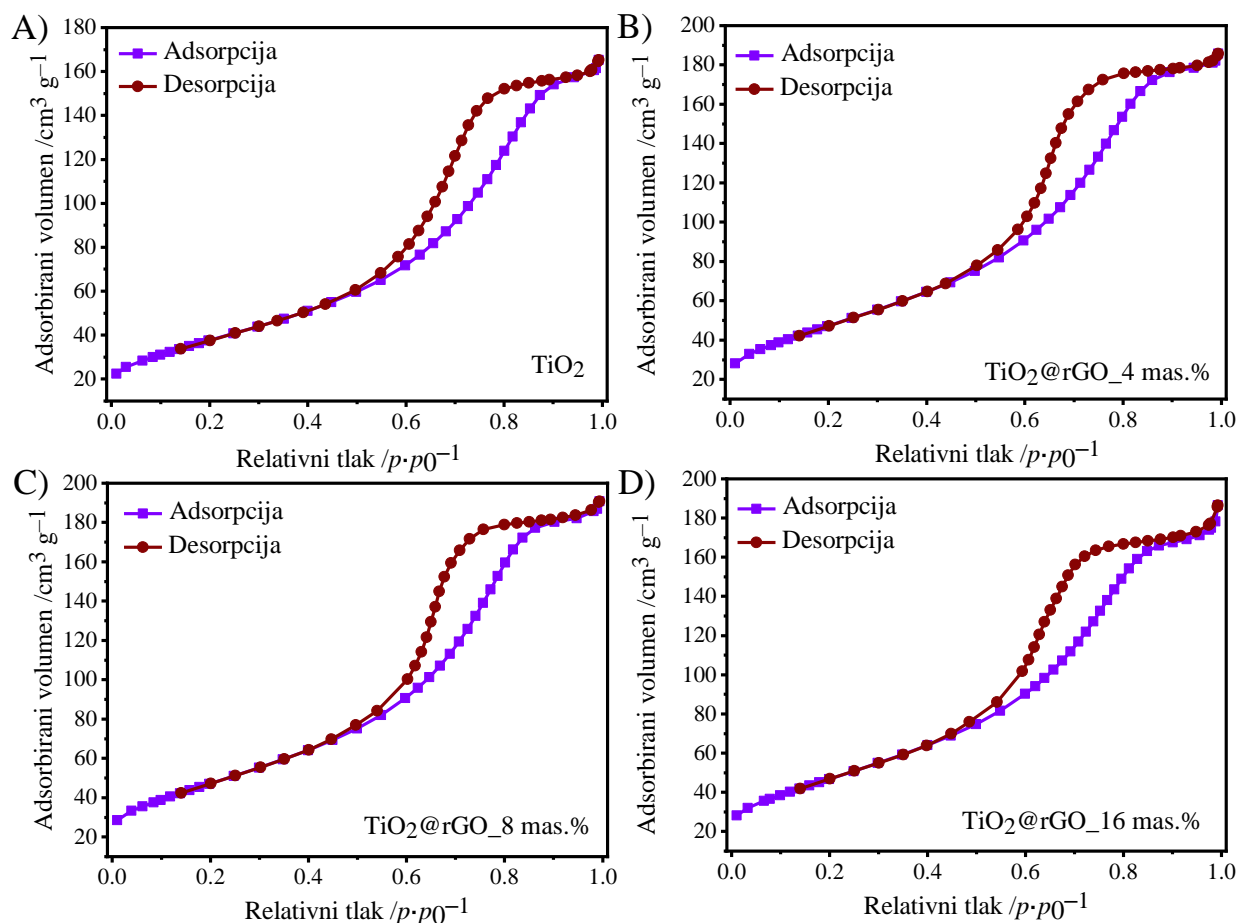 A)
Adsorpcija
Desorpcija
180
160
140
120
100
80
60
40
20
Adsorbirani volumen /cm³ g⁻¹
TiO₂
0.0 0.2 0.4 0.6 0.8 1.0
Relativni tlak /p·p0⁻¹
B)
Adsorpcija
Desorpcija
200
180
160
140
120
100
80
60
40
20
Adsorbirani volumen /cm³ g⁻¹
TiO₂@rGO_4 mas.%
0.0 0.2 0.4 0.6 0.8 1.0
Relativni tlak /p·p0⁻¹
C)
Adsorpcija
Desorpcija
200
180
160
140
120
100
80
60
40
20
0
Adsorbirani volumen /cm³ g⁻¹
TiO₂@rGO_8 mas.%
0.0 0.2 0.4 0.6 0.8 1.0
Relativni tlak /p·p0⁻¹
D)
Adsorpcija
Desorpcija
200
180
160
140
120
100
80
60
40
20
Adsorbirani volumen /cm³ g⁻¹
TiO₂@rGO_16 mas.%
0.0 0.2 0.4 0.6 0.8 1.0
Relativni tlak /p·p0⁻¹